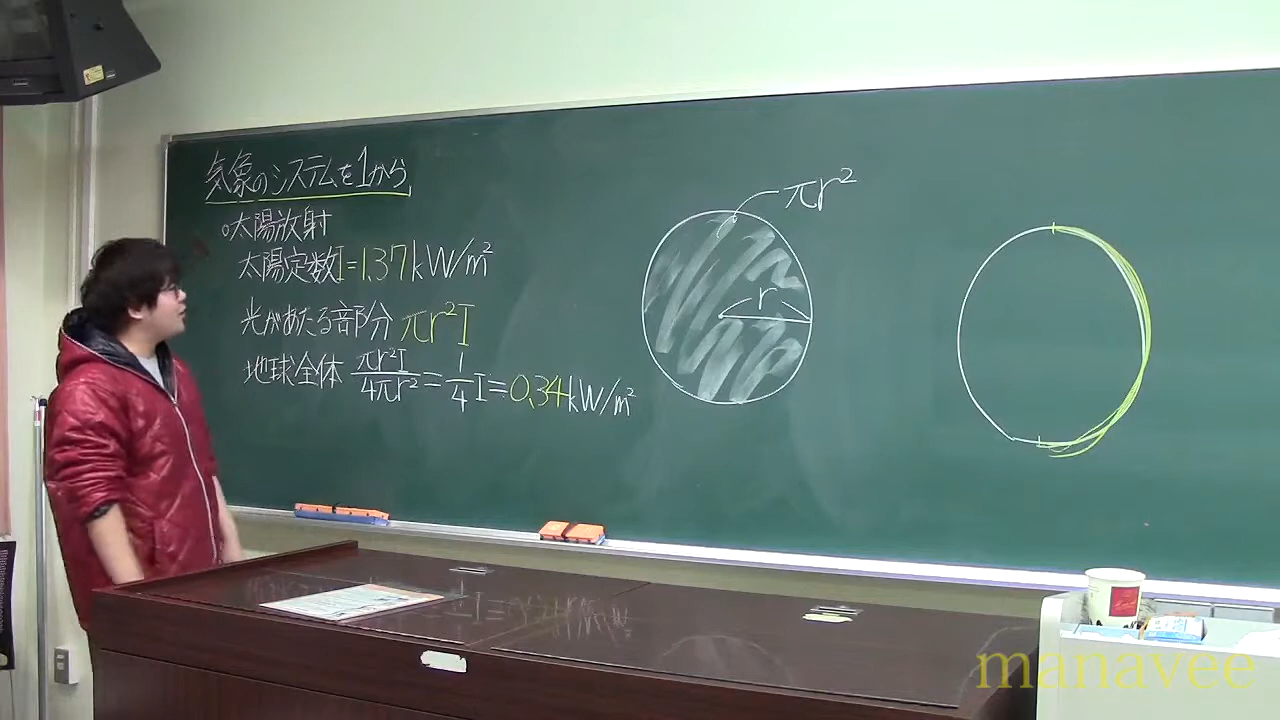 気象のシステムを1から
○太陽放射
太陽定数I=1.37kW/m²
光があたる部分 πr²I
地球全体 πr²I/4πr² = 1/4 I = 0.34kW/m²
πr²
r
manavee